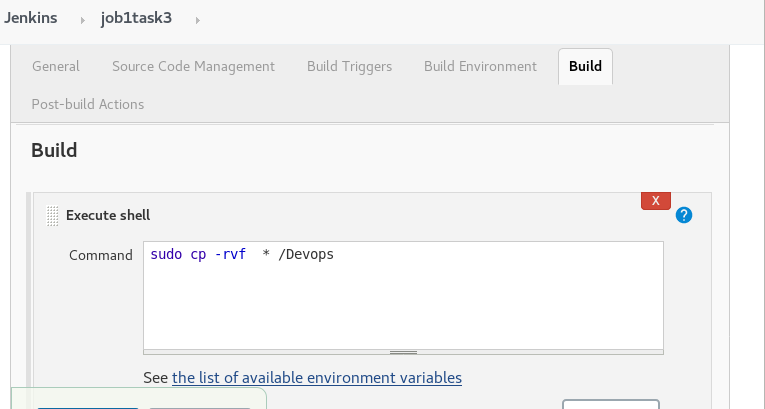 Jenkins job1task3
General Source Code Management Build Triggers Build Environment Build
Post-build Actions
Build
X
Execute shell ?
Command sudo cp -rvf  * /Devops
See the list of available environment variables